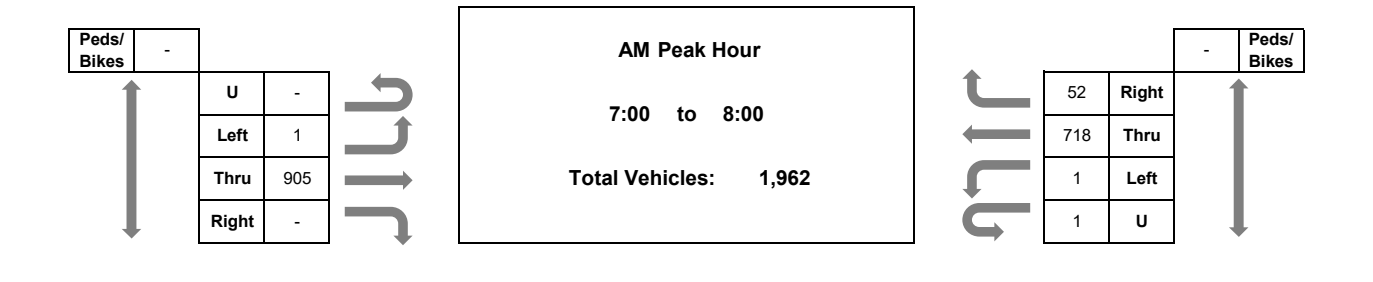 Peds/
Bikes -
U -
Left 1
Thru 905
Right -
AM Peak Hour
7:00 to 8:00
Total Vehicles: 1,962
- Peds/
Bikes
52 Right
718 Thru
1 Left
1 U